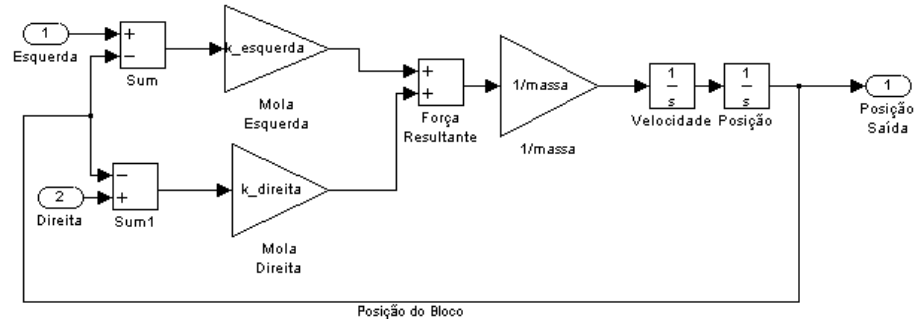 1
Esquerda
+
−
Sum
k_esquerda
Mola
Esquerda
+
+
Força
Resultante
1/massa
1/massa
1
s
Velocidade
1
s
Posição
1
Posição
Saída
−
+
Sum1
2
Direita
k_direita
Mola
Direita
Posição do Bloco